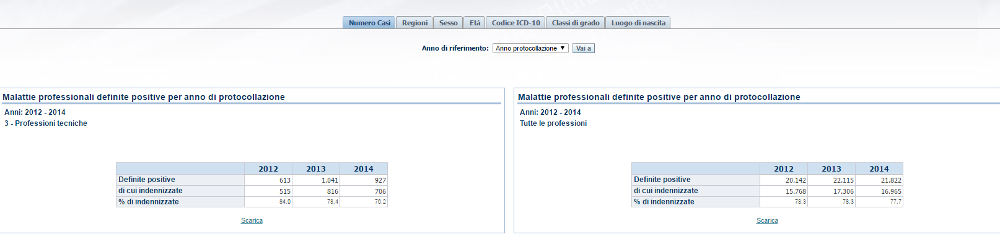 Numero Casi Regioni Sesso Età Codice ICD-10 Classi di grado Luogo di nascita
Anno di riferimento: Anno protocollazione Vai a
Malattie professionali definite positive per anno di protocollazione
Anni: 2012 - 2014
3 - Professioni tecniche
2012 2013 2014
Definite positive 613 1.041 927
di cui indennizzate 515 816 706
% di indennizzate 84,0 78,4 76,2
Scarica
Malattie professionali definite positive per anno di protocollazione
Anni: 2012 - 2014
Tutte le professioni
2012 2013 2014
Definite positive 20.142 22.115 21.822
di cui indennizzate 15.768 17.306 16.965
% di indennizzate 78,3 78,3 77,7
Scarica